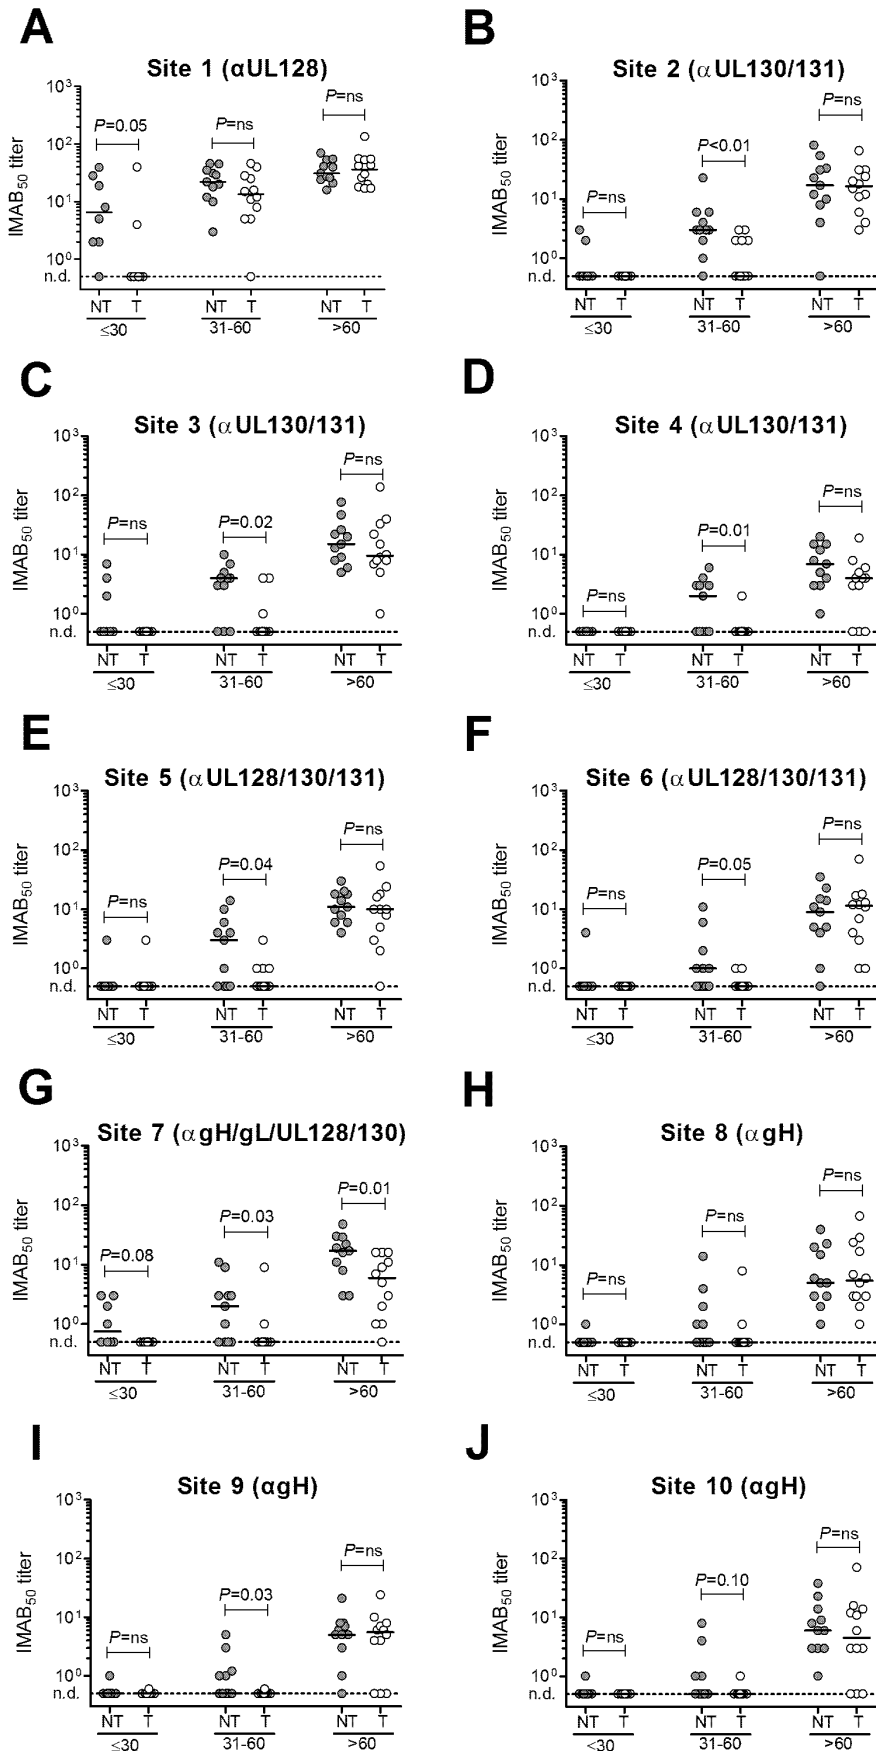 A
Site 1 (αUL128)
IMAB50 titer
10³
10²
10¹
10⁰
n.d.
P=0.05
P=ns
P=ns
NT T NT T NT T
≤30 31-60 >60
B
Site 2 (αUL130/131)
IMAB50 titer
10³
10²
10¹
10⁰
n.d.
P=ns
P<0.01
P=ns
NT T NT T NT T
≤30 31-60 >60
C
Site 3 (αUL130/131)
IMAB50 titer
10³
10²
10¹
10⁰
n.d.
P=ns
P=0.02
P=ns
NT T NT T NT T
≤30 31-60 >60
D
Site 4 (αUL130/131)
IMAB50 titer
10³
10²
10¹
10⁰
n.d.
P=ns
P=0.01
P=ns
NT T NT T NT T
≤30 31-60 >60
E
Site 5 (αUL128/130/131)
IMAB50 titer
10³
10²
10¹
10⁰
n.d.
P=ns
P=0.04
P=ns
NT T NT T NT T
≤30 31-60 >60
F
Site 6 (αUL128/130/131)
IMAB50 titer
10³
10²
10¹
10⁰
n.d.
P=ns
P=0.05
P=ns
NT T NT T NT T
≤30 31-60 >60
G
Site 7 (αgH/gL/UL128/130)
IMAB50 titer
10³
10²
10¹
10⁰
n.d.
P=0.08
P=0.03
P=0.01
NT T NT T NT T
≤30 31-60 >60
H
Site 8 (αgH)
IMAB50 titer
10³
10²
10¹
10⁰
n.d.
P=ns
P=ns
P=ns
NT T NT T NT T
≤30 31-60 >60
I
Site 9 (αgH)
IMAB50 titer
10³
10²
10¹
10⁰
n.d.
P=ns
P=0.03
P=ns
NT T NT T NT T
≤30 31-60 >60
J
Site 10 (αgH)
IMAB50 titer
10³
10²
10¹
10⁰
n.d.
P=ns
P=0.10
P=ns
NT T NT T NT T
≤30 31-60 >60